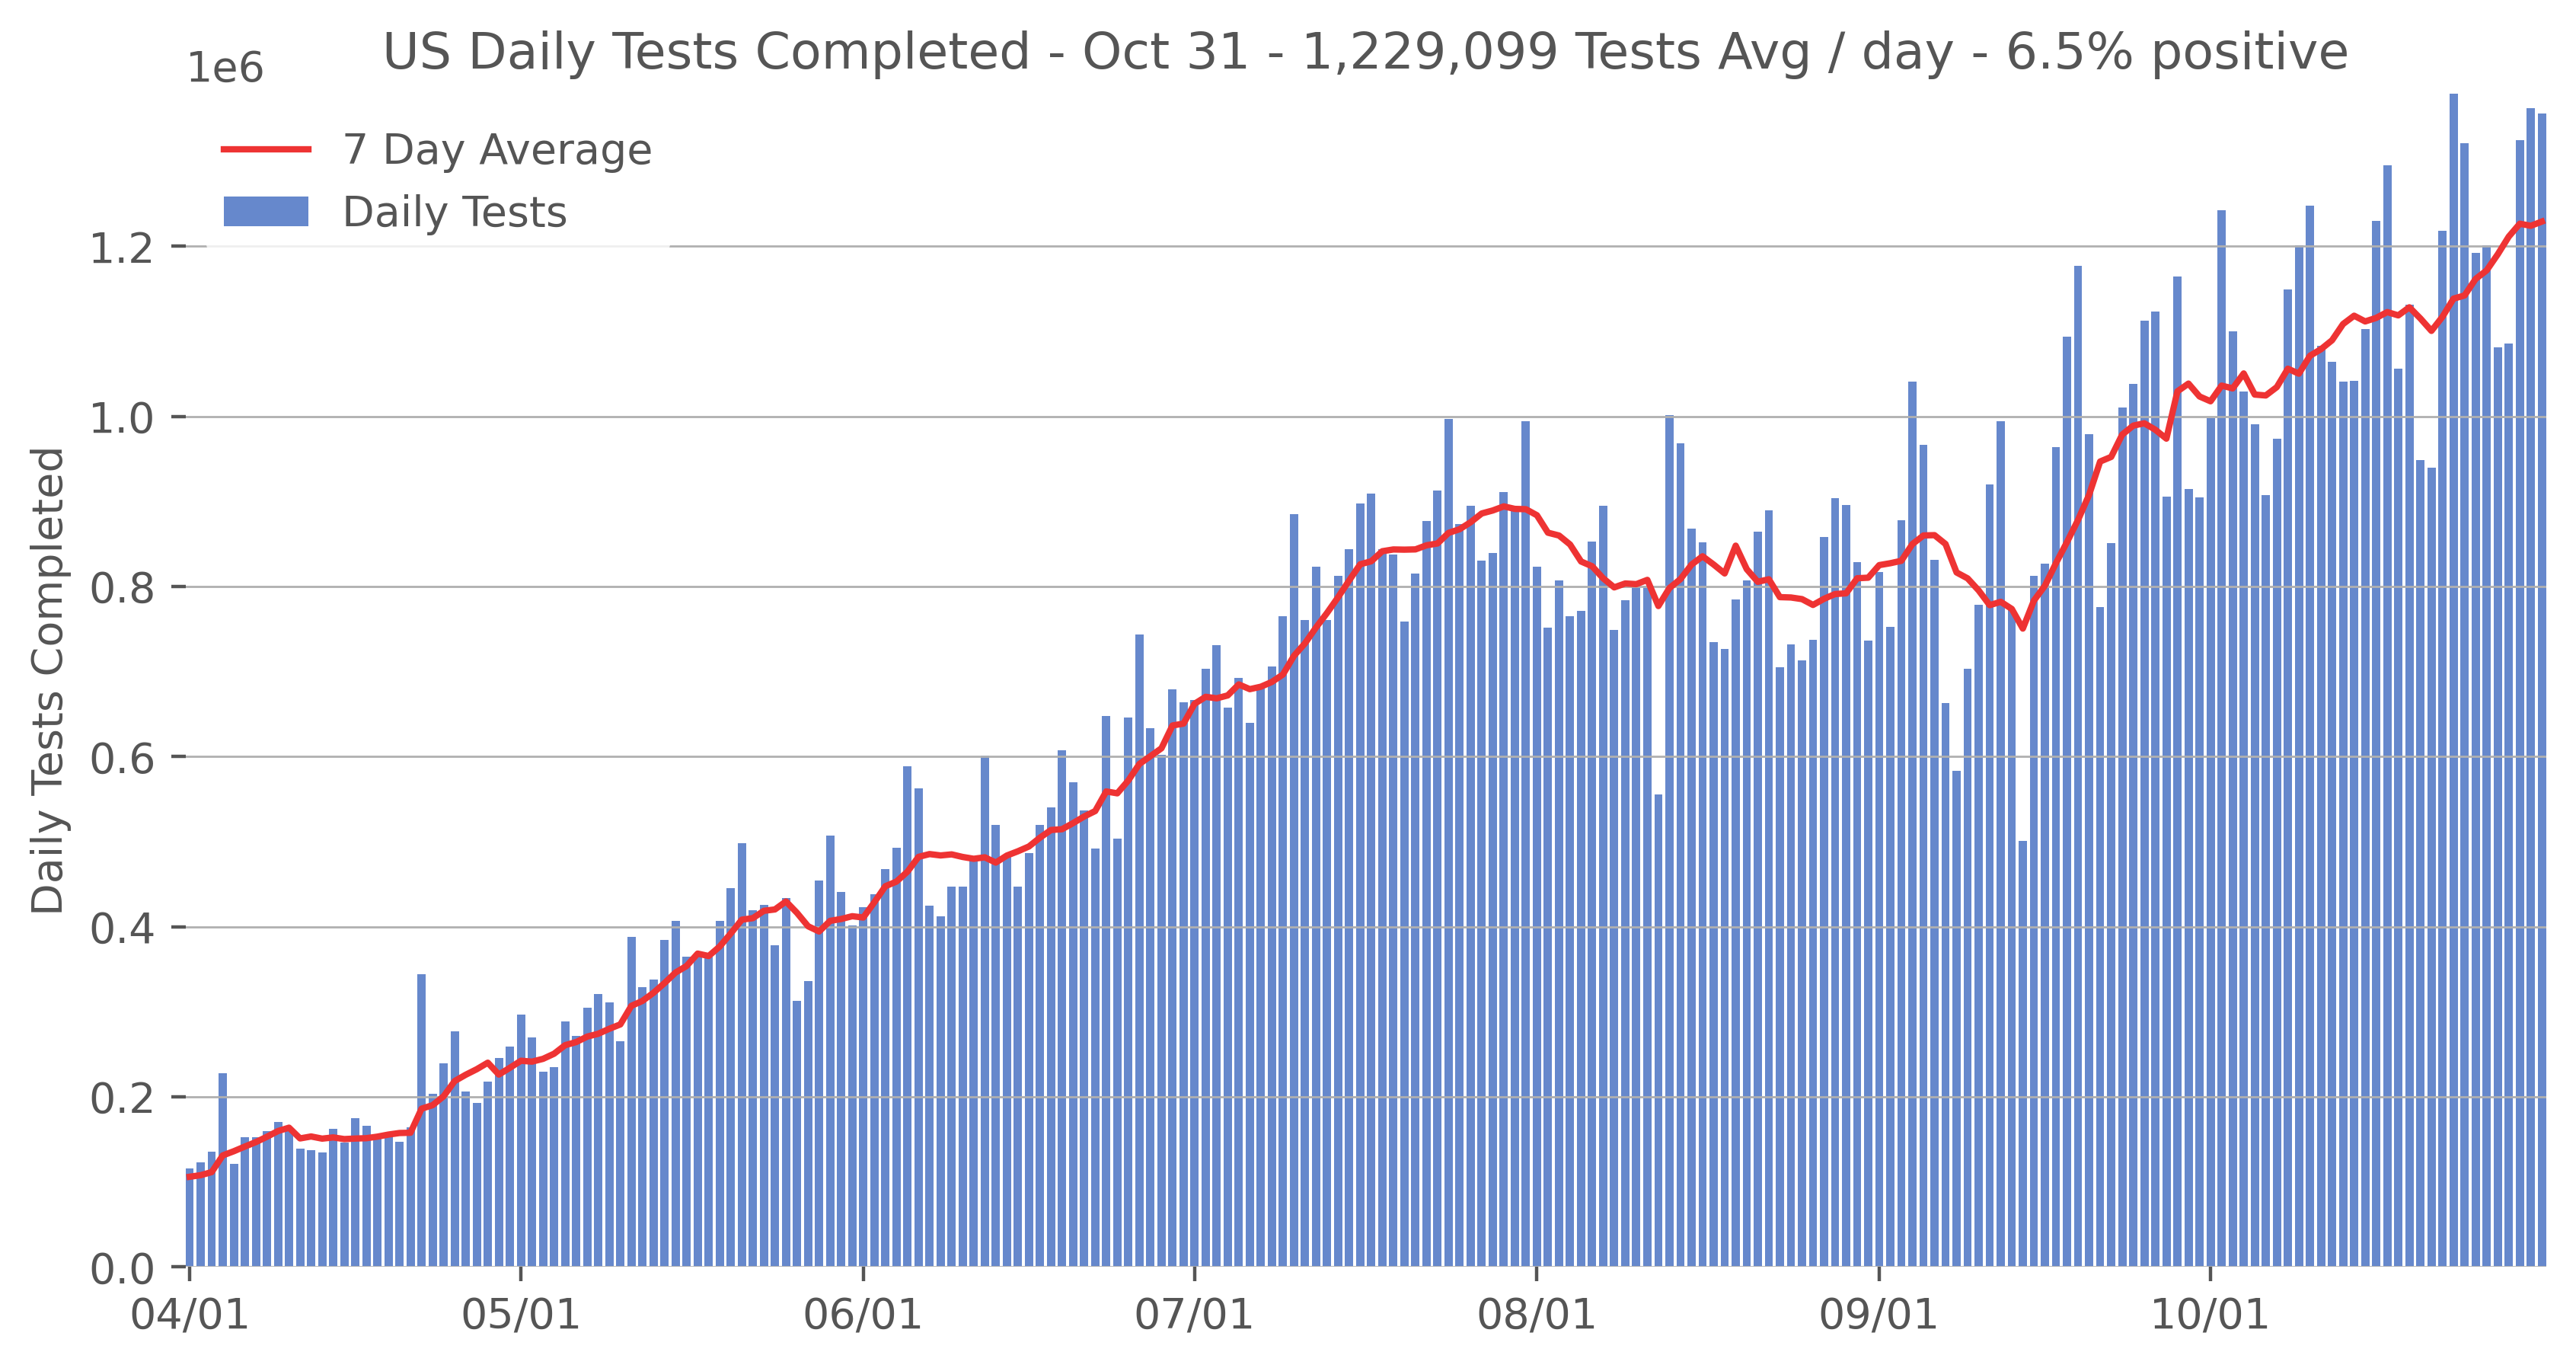 US Daily Tests Completed - Oct 31 - 1,229,099 Tests Avg / day - 6.5% positive
1e6
7 Day Average
Daily Tests
Daily Tests Completed
1.2
1.0
0.8
0.6
0.4
0.2
0.0
04/01 05/01 06/01 07/01 08/01 09/01 10/01